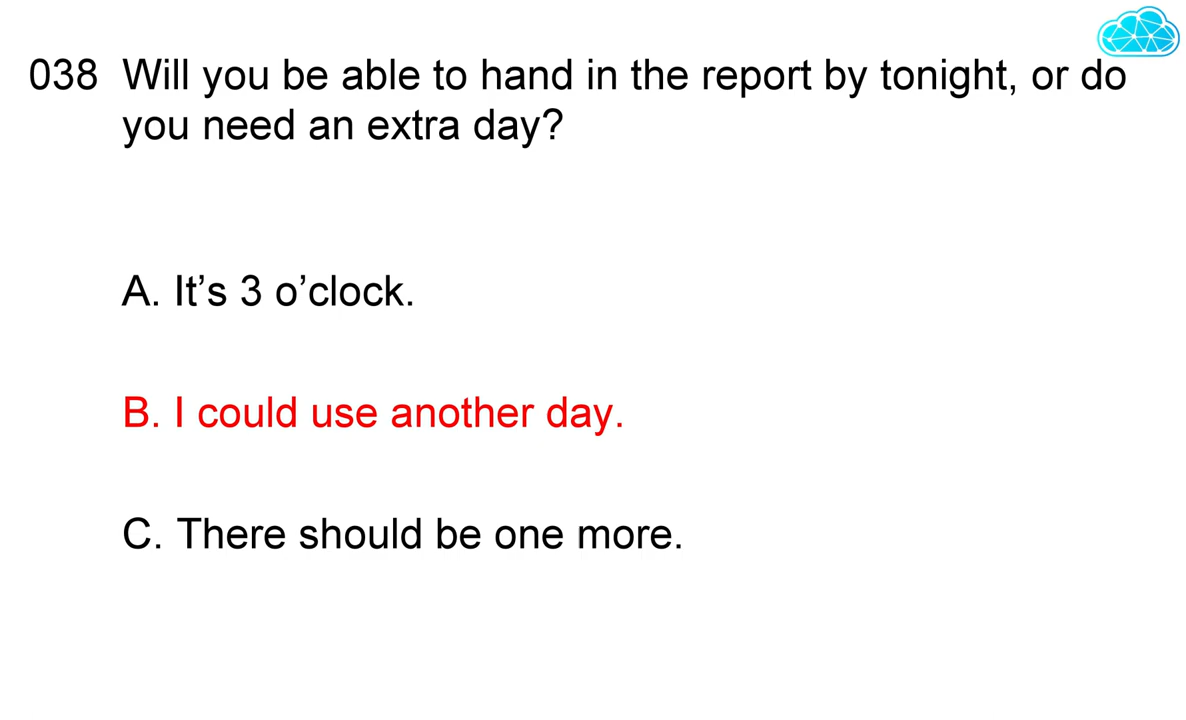 038 Will you be able to hand in the report by tonight, or do
you need an extra day?
A. It’s 3 o’clock.
B. I could use another day.
C. There should be one more.